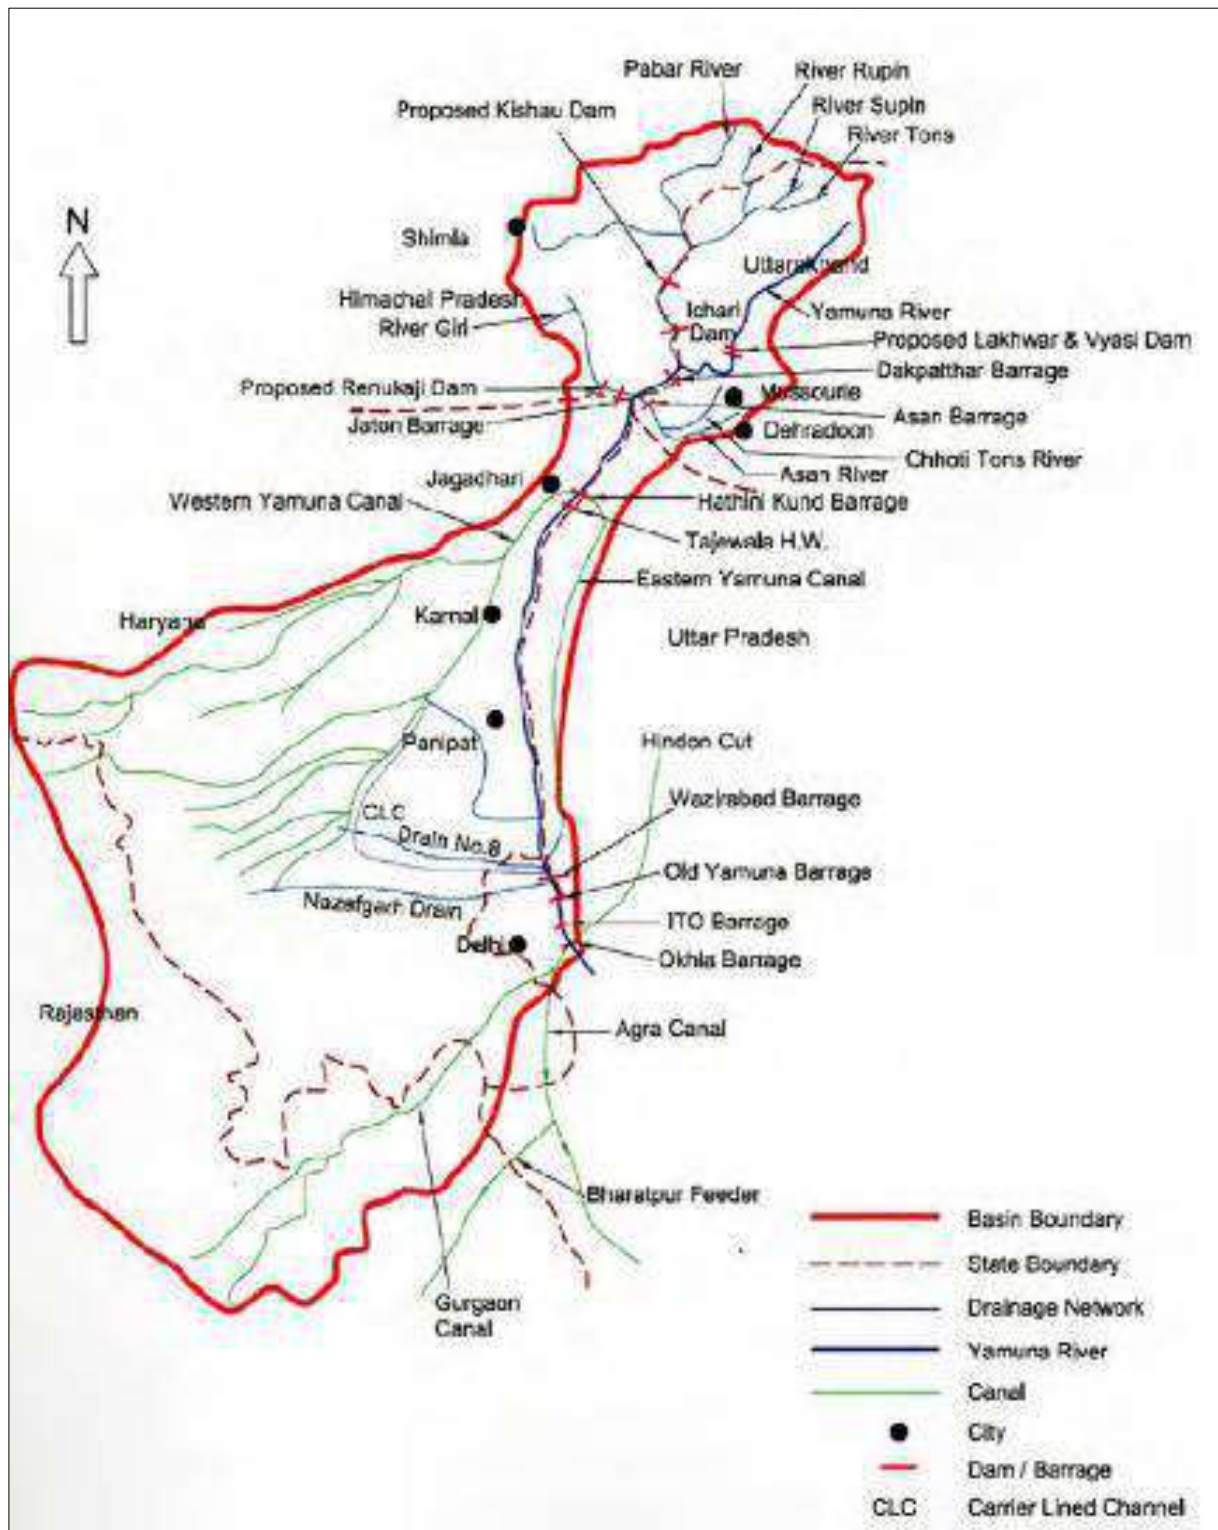 Pabar River
River Rupin
Proposed Kishau Dam
River Supin
River Tons
N
Shimla
Uttarakhand
Himachal Pradesh
River Giri
Ichari
Dam
Yamuna River
Proposed Lakhwar & Vyasi Dam
Dakpatthar Barrage
Proposed Renukaji Dam
Mussourie
Jaton Barrage
Asan Barrage
Dehradoon
Chhoti Tons River
Asan River
Jagadhari
Western Yamuna Canal
Hathini Kund Barrage
Tajewala H.W.
Eastern Yamuna Canal
Haryana
Karnal
Uttar Pradesh
Panipat
Hindon Cut
Wazirabad Barrage
CLC
Drain No.8
Old Yamuna Barrage
Nazafgarh Drain
ITO Barrage
Delhi
Okhla Barrage
Rajasthan
Agra Canal
Bharatpur Feeder
Gurgaon
Canal
Basin Boundary
State Boundary
Drainage Network
Yamuna River
Canal
City
Dam / Barrage
CLC Carrier Lined Channel